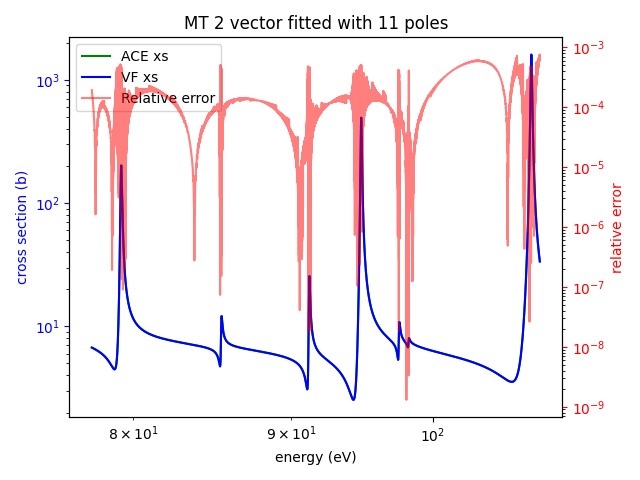 MT 2 vector fitted with 11 poles
ACE xs
VF xs
Relative error
cross section (b)
10³
10²
10¹
relative error
10⁻³
10⁻⁴
10⁻⁵
10⁻⁶
10⁻⁷
10⁻⁸
10⁻⁹
8 × 10¹
9 × 10¹
10²
energy (eV)